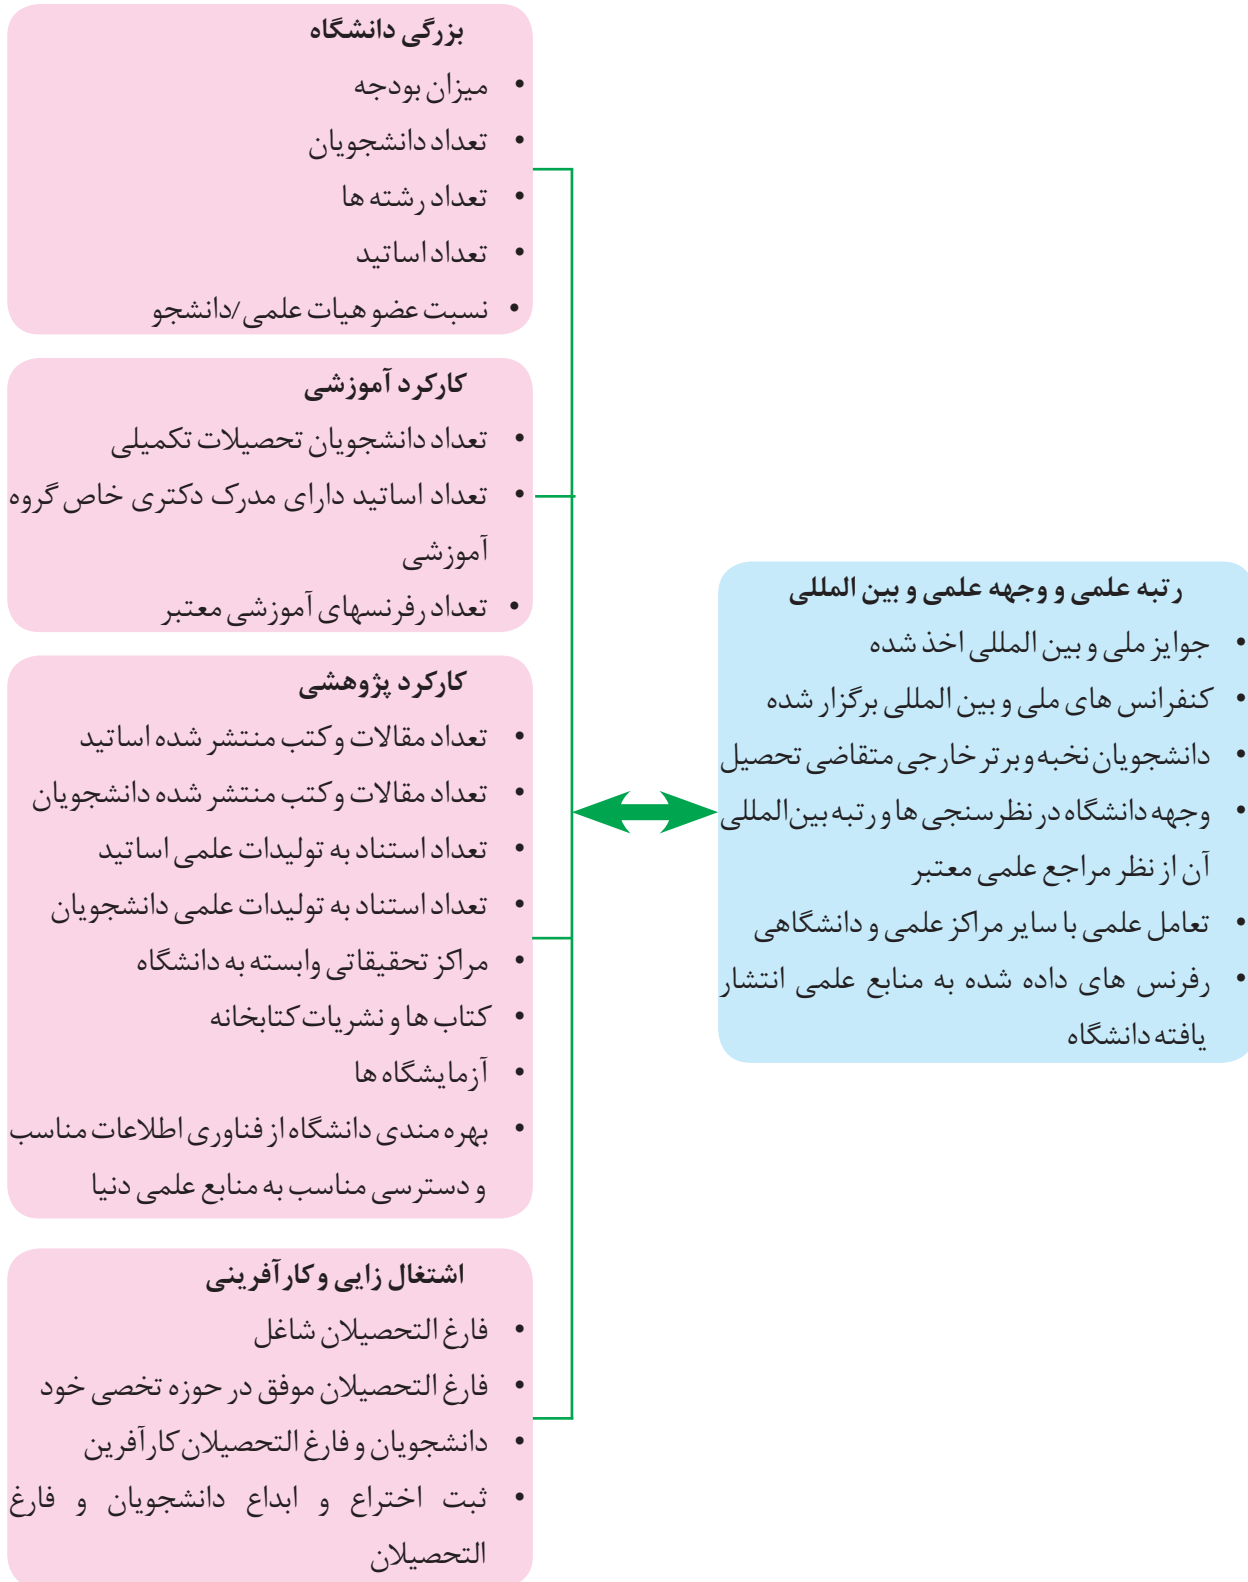 بزرگی دانشگاه
• میزان بودجه
• تعداد دانشجویان
• تعداد رشته ها
• تعداد اساتید
• نسبت عضو هیات علمی/دانشجو
کارکرد آموزشی
• تعداد دانشجویان تحصیلات تکمیلی
• تعداد اساتید دارای مدرک دکتری خاص گروه
آموزشی
• تعداد رفرنسهای آموزشی معتبر
کارکرد پژوهشی
• تعداد مقالات و کتب منتشر شده اساتید
• تعداد مقالات و کتب منتشر شده دانشجویان
• تعداد استناد به تولیدات علمی اساتید
• تعداد استناد به تولیدات علمی دانشجویان
• مراکز تحقیقاتی وابسته به دانشگاه
• کتاب ها و نشریات کتابخانه
• آزمایشگاه ها
• بهره مندی دانشگاه از فناوری اطلاعات مناسب
و دسترسی مناسب به منابع علمی دنیا
اشتغال زایی و کارآفرینی
• فارغ التحصیلان شاغل
• فارغ التحصیلان موفق در حوزه تخصی خود
• دانشجویان و فارغ التحصیلان کارآفرین
• ثبت اختراع و ابداع دانشجویان و فارغ
التحصیلان
رتبه علمی و وجهه علمی و بین المللی
• جوایز ملی و بین المللی اخذ شده
• کنفرانس های ملی و بین المللی برگزار شده
• دانشجویان نخبه و برتر خارجی متقاضی تحصیل
• وجهه دانشگاه در نظرسنجی ها و رتبه بین‌المللی
آن از نظر مراجع علمی معتبر
• تعامل علمی با سایر مراکز علمی و دانشگاهی
• رفرنس های داده شده به منابع علمی انتشار
یافته دانشگاه